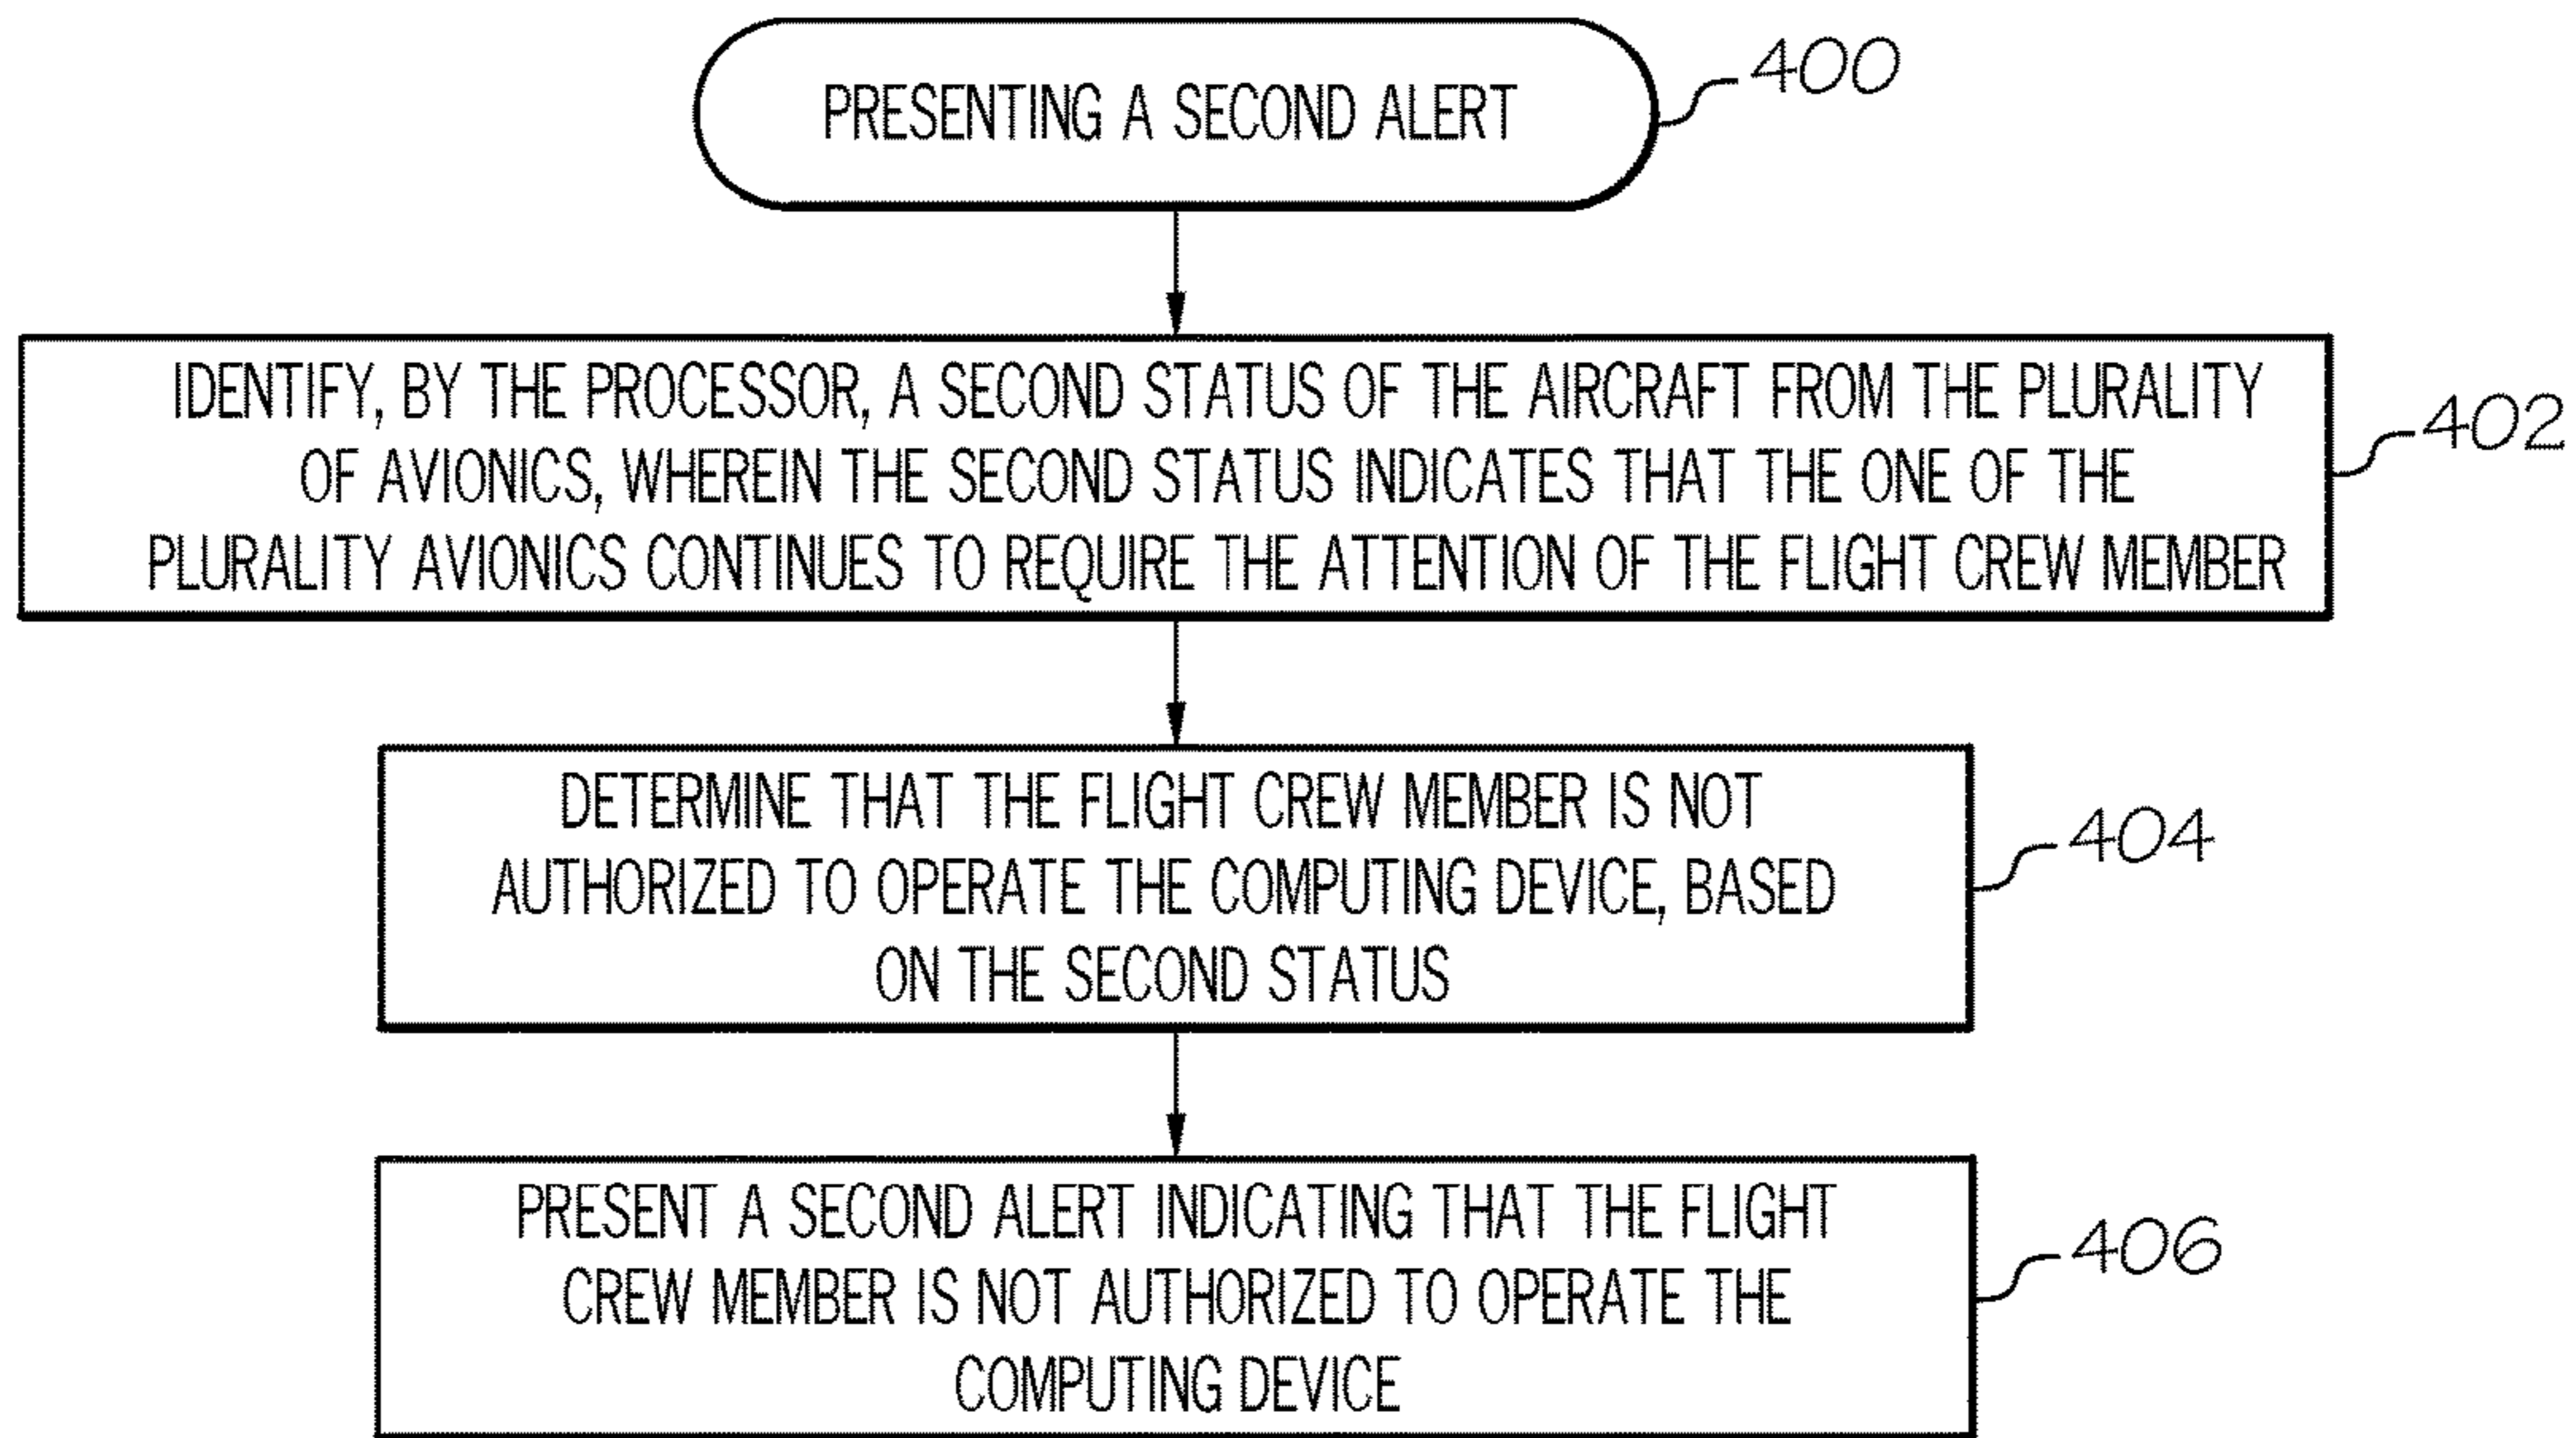 PRESENTING A SECOND ALERT
400
IDENTIFY, BY THE PROCESSOR, A SECOND STATUS OF THE AIRCRAFT FROM THE PLURALITY
OF AVIONICS, WHEREIN THE SECOND STATUS INDICATES THAT THE ONE OF THE
PLURALITY AVIONICS CONTINUES TO REQUIRE THE ATTENTION OF THE FLIGHT CREW MEMBER
402
DETERMINE THAT THE FLIGHT CREW MEMBER IS NOT
AUTHORIZED TO OPERATE THE COMPUTING DEVICE, BASED
ON THE SECOND STATUS
404
PRESENT A SECOND ALERT INDICATING THAT THE FLIGHT
CREW MEMBER IS NOT AUTHORIZED TO OPERATE THE
COMPUTING DEVICE
406